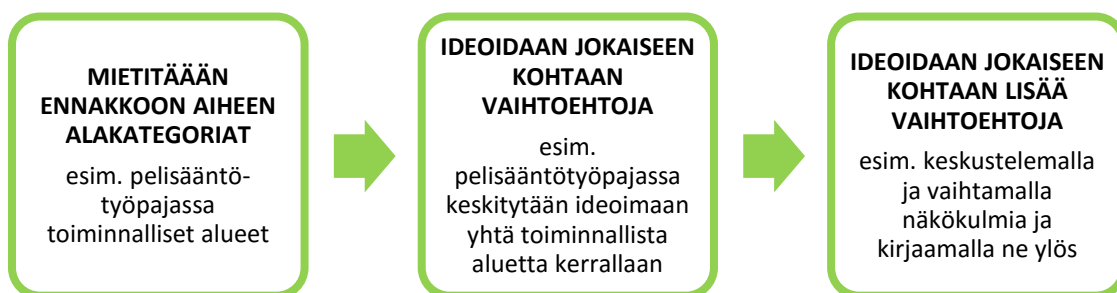 MIETITÄÄÄN
ENNAKKOON AIHEEN
ALAKATEGORIAT
esim. pelisääntö-
työpajassa
toiminnalliset alueet
IDEOIDAAN JOKAISEEN
KOHTAAN
VAIHTOEHTOJA
esim.
pelisääntötyöpajassa
keskitytään ideoimaan
yhtä toiminnallista
aluetta kerrallaan
IDEOIDAAN JOKAISEEN
KOHTAAN LISÄÄ
VAIHTOEHTOJA
esim. keskustelemalla
ja vaihtamalla
näkökulmia ja
kirjaamalla ne ylös